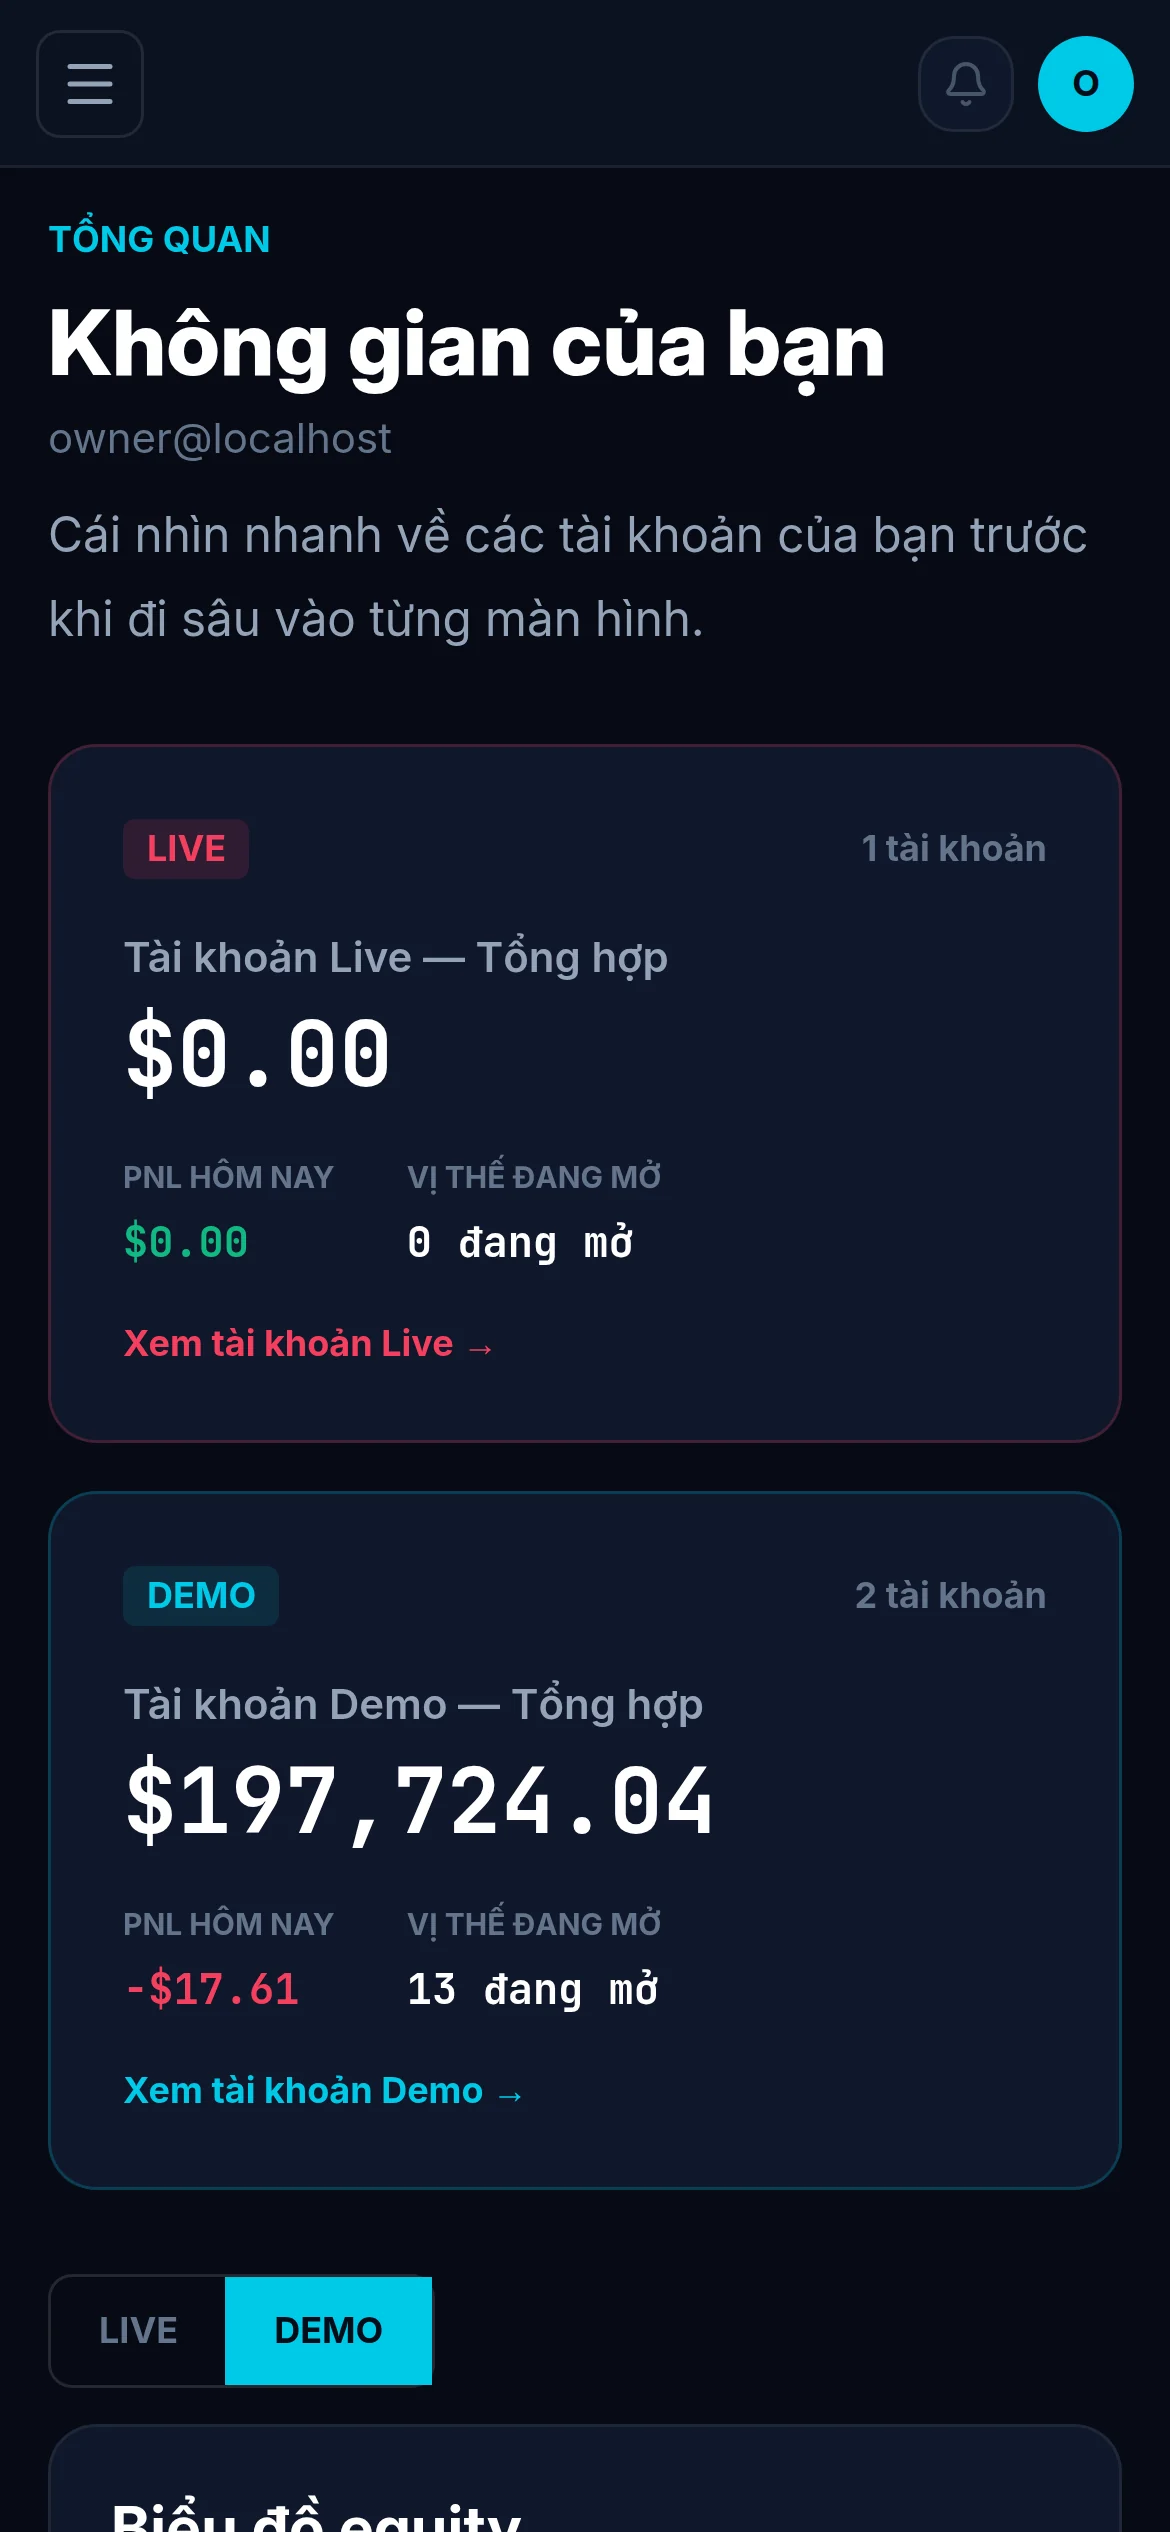 O
TỔNG QUAN
Không gian của bạn
owner@localhost
Cái nhìn nhanh về các tài khoản của bạn trước
khi đi sâu vào từng màn hình.
LIVE
1 tài khoản
Tài khoản Live — Tổng hợp
$0.00
PNL HÔM NAY
VỊ THẾ ĐANG MỞ
$0.00
0 đang mở
Xem tài khoản Live →
DEMO
2 tài khoản
Tài khoản Demo — Tổng hợp
$197,724.04
PNL HÔM NAY
VỊ THẾ ĐANG MỞ
-$17.61
13 đang mở
Xem tài khoản Demo →
LIVE
DEMO
Biểu đồ equity